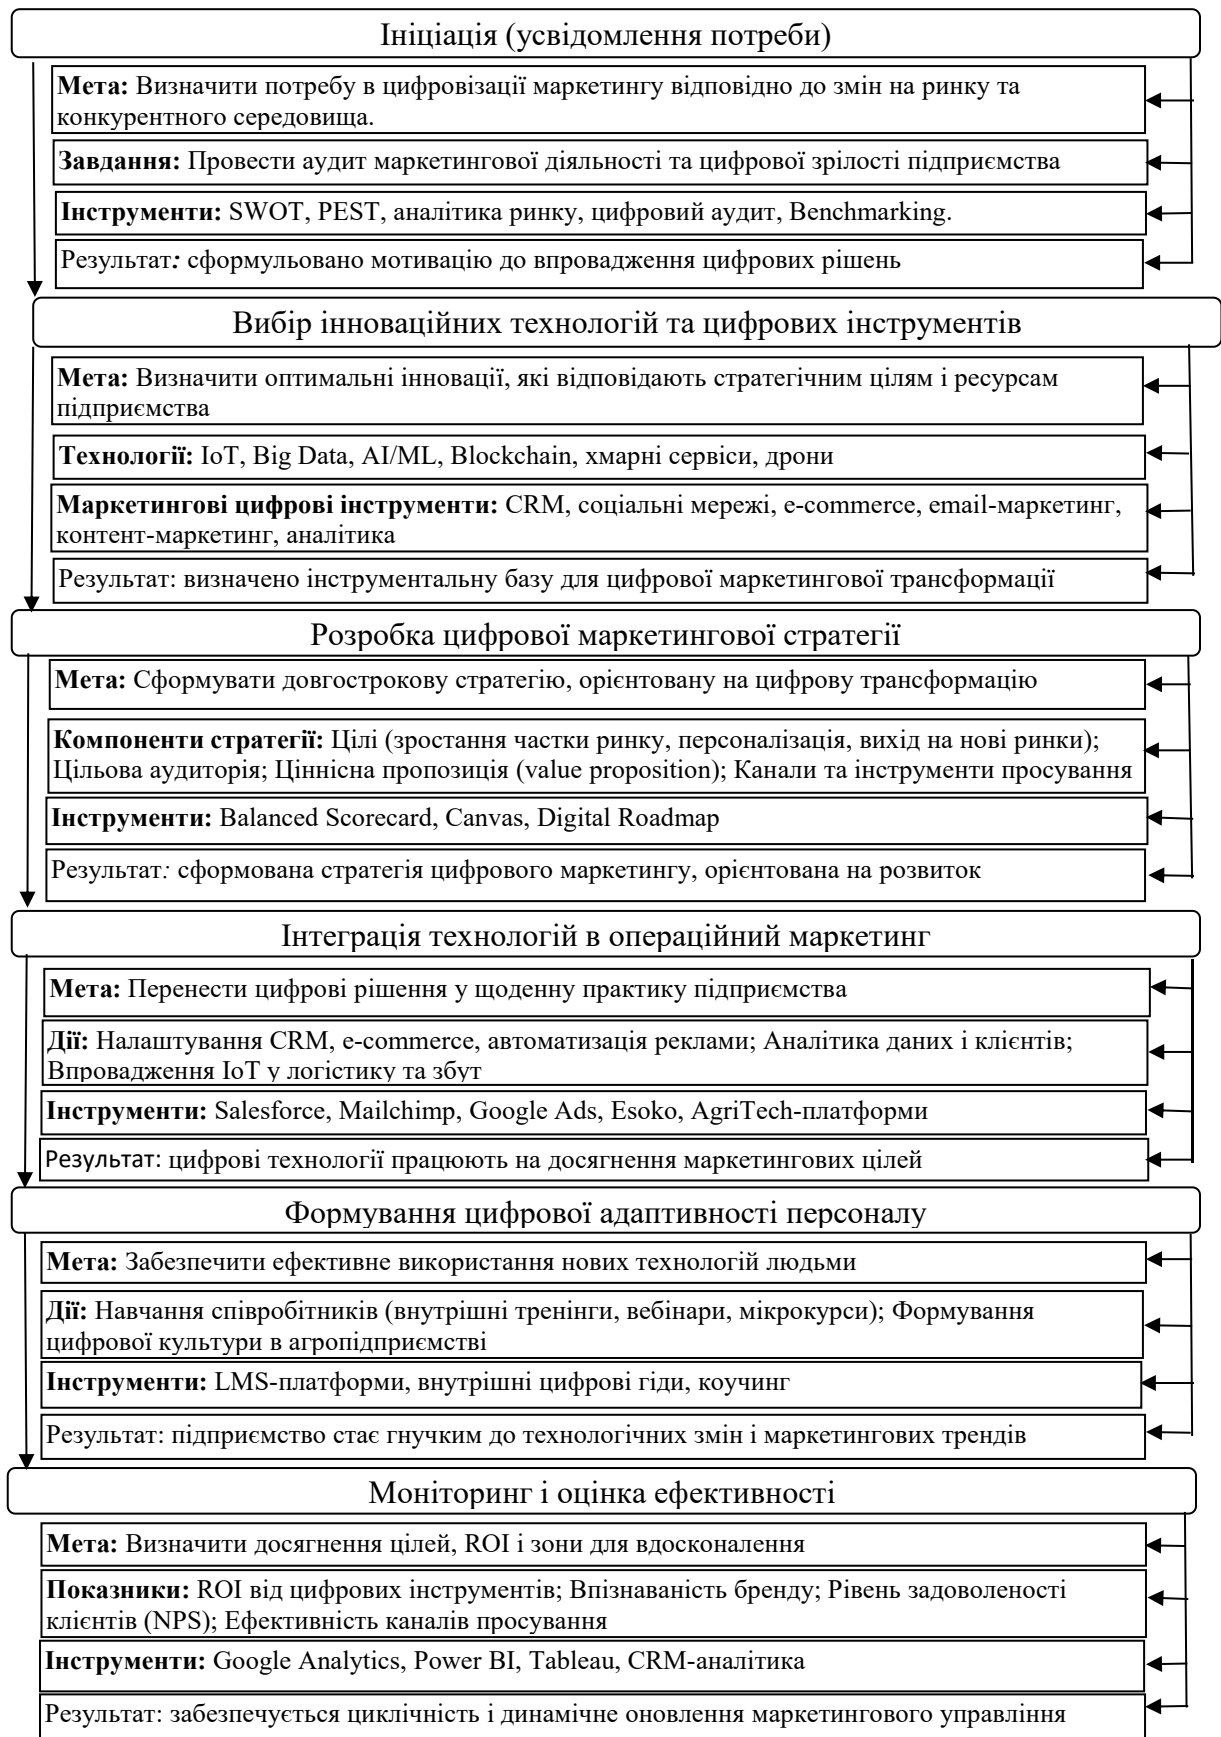 Ініціація (усвідомлення потреби)
Мета: Визначити потребу в цифровізації маркетингу відповідно до змін на ринку та
конкурентного середовища.
Завдання: Провести аудит маркетингової діяльності та цифрової зрілості підприємства
Інструменти: SWOT, PEST, аналітика ринку, цифровий аудит, Benchmarking.
Результат: сформульовано мотивацію до впровадження цифрових рішень
Вибір інноваційних технологій та цифрових інструментів
Мета: Визначити оптимальні інновації, які відповідають стратегічним цілям і ресурсам
підприємства
Технології: IoT, Big Data, AI/ML, Blockchain, хмарні сервіси, дрони
Маркетингові цифрові інструменти: CRM, соціальні мережі, e-commerce, email-маркетинг,
контент-маркетинг, аналітика
Результат: визначено інструментальну базу для цифрової маркетингової трансформації
Розробка цифрової маркетингової стратегії
Мета: Сформувати довгострокову стратегію, орієнтовану на цифрову трансформацію
Компоненти стратегії: Цілі (зростання частки ринку, персоналізація, вихід на нові ринки);
Цільова аудиторія; Ціннісна пропозиція (value proposition); Канали та інструменти просування
Інструменти: Balanced Scorecard, Canvas, Digital Roadmap
Результат: сформована стратегія цифрового маркетингу, орієнтована на розвиток
Інтеграція технологій в операційний маркетинг
Мета: Перенести цифрові рішення у щоденну практику підприємства
Дії: Налаштування CRM, e-commerce, автоматизація реклами; Аналітика даних і клієнтів;
Впровадження IoT у логістику та збут
Інструменти: Salesforce, Mailchimp, Google Ads, Esoko, AgriTech-платформи
Результат: цифрові технології працюють на досягнення маркетингових цілей
Формування цифрової адаптивності персоналу
Мета: Забезпечити ефективне використання нових технологій людьми
Дії: Навчання співробітників (внутрішні тренінги, вебінари, мікрокурси); Формування
цифрової культури в агропідприємстві
Інструменти: LMS-платформи, внутрішні цифрові гіди, коучинг
Результат: підприємство стає гнучким до технологічних змін і маркетингових трендів
Моніторинг і оцінка ефективності
Мета: Визначити досягнення цілей, ROI і зони для вдосконалення
Показники: ROI від цифрових інструментів; Впізнаваність бренду; Рівень задоволеності
клієнтів (NPS); Ефективність каналів просування
Інструменти: Google Analytics, Power BI, Tableau, CRM-аналітика
Результат: забезпечується циклічність і динамічне оновлення маркетингового управління